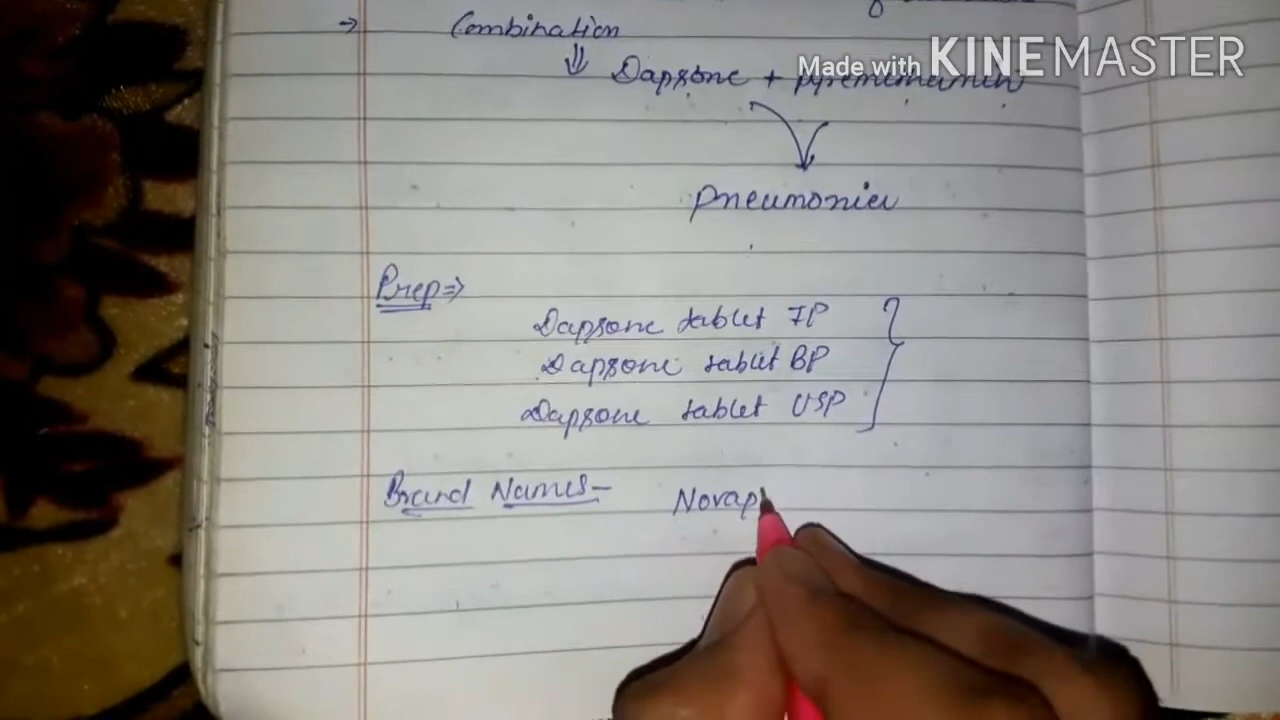 → Combination
Made with KINEMASTER
⇓ Dapsone + pyremithamin
pneumonia
Prep ⇒
Dapsone tablet IP
Dapsone tablet BP
Dapsone tablet USP
Brand Names – Novap